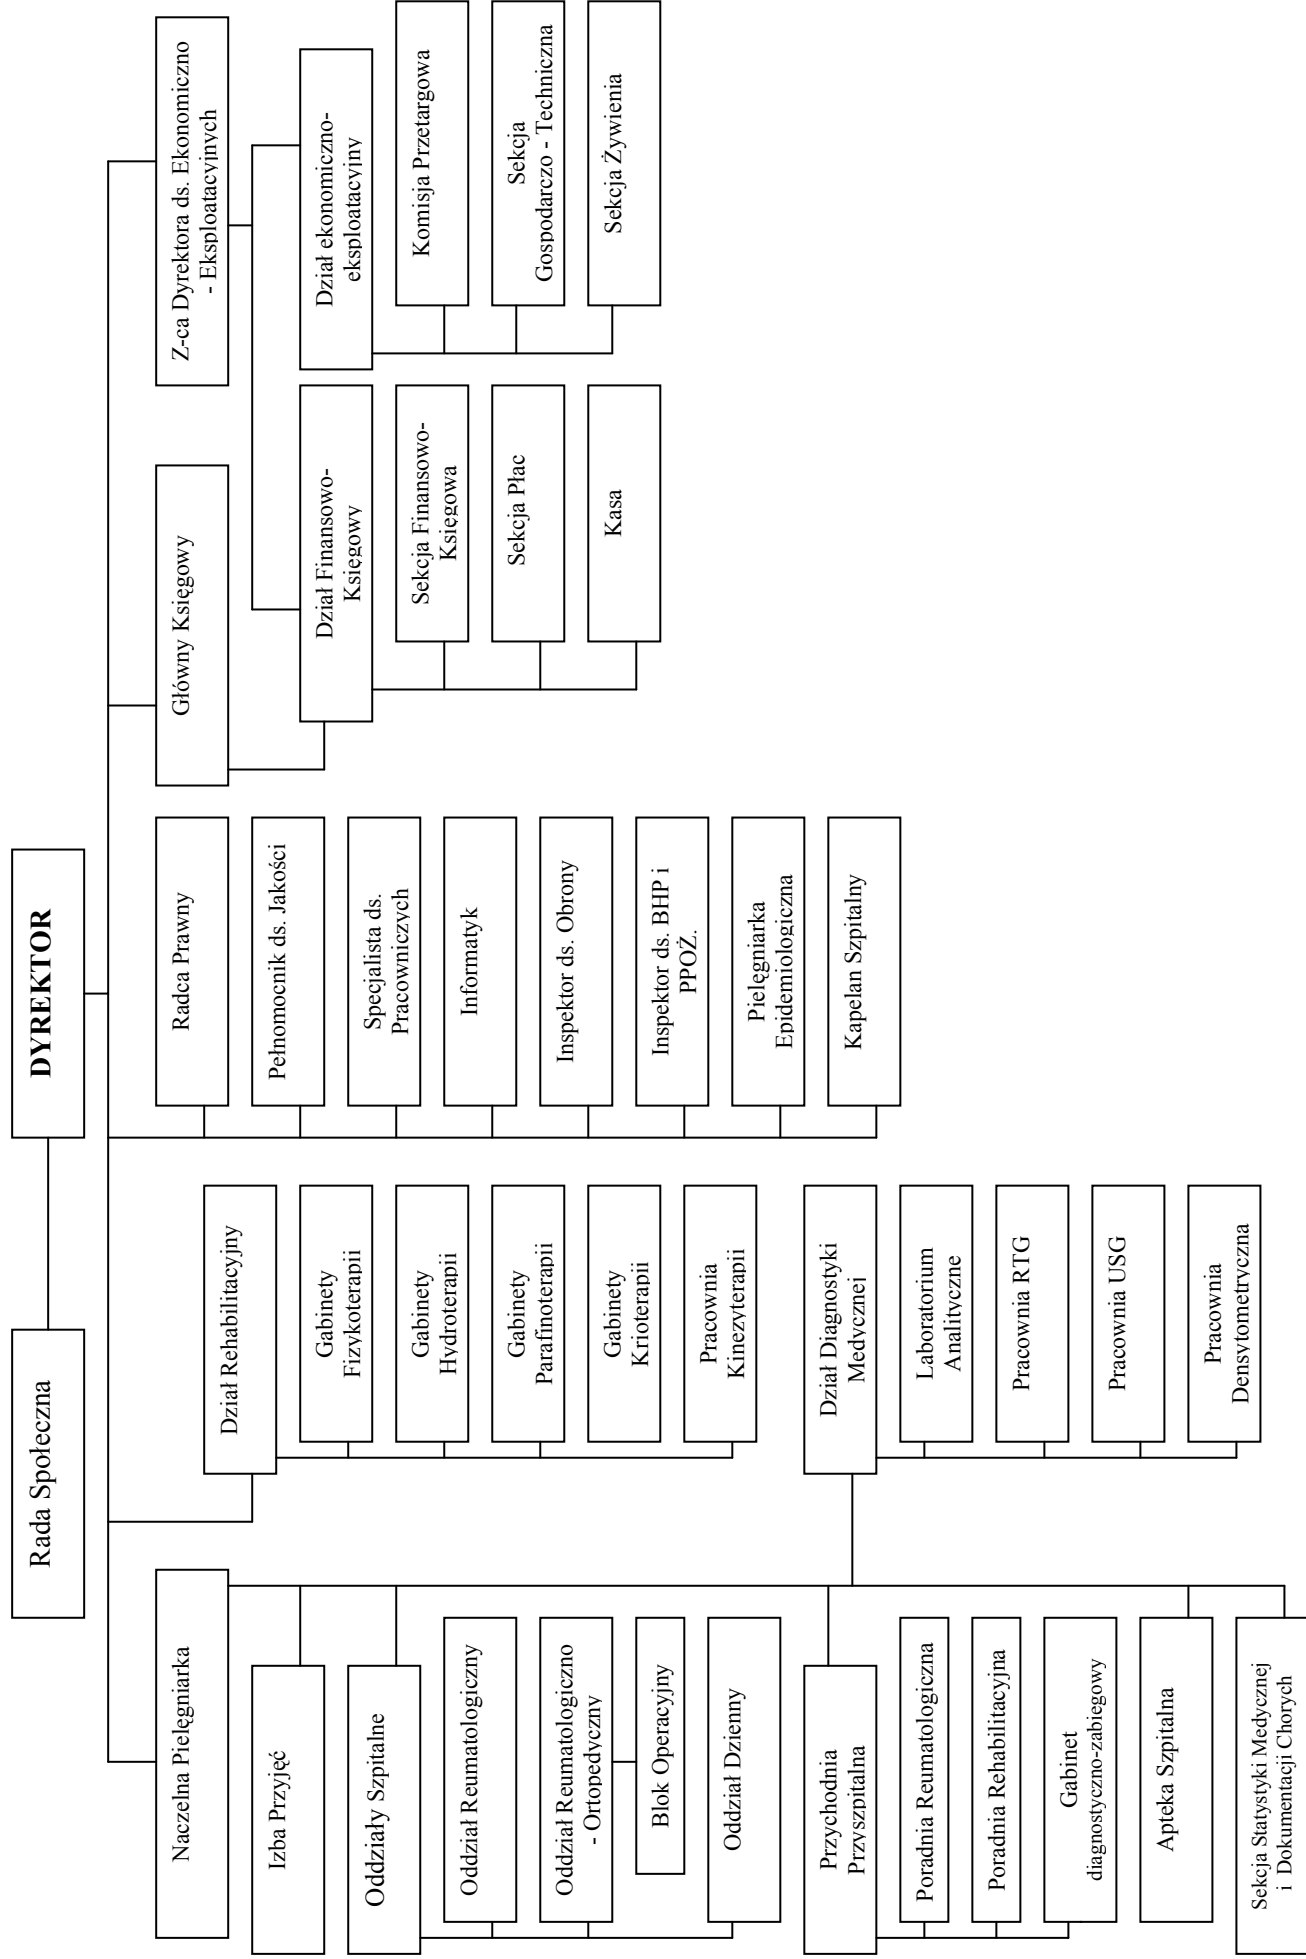 Rada Społeczna
DYREKTOR
Naczelna Pielęgniarka
Izba Przyjęć
Oddziały Szpitalne
Oddział Reumatologiczny
Oddział Reumatologiczno
- Ortopedyczny
Blok Operacyjny
Oddział Dzienny
Przychodnia
Przyszpitalna
Poradnia Reumatologiczna
Poradnia Rehabilitacyjna
Gabinet
diagnostyczno-zabiegowy
Apteka Szpitalna
Sekcja Statystyki Medycznej
i Dokumentacji Chorych
Dział Rehabilitacyjny
Gabinety
Fizykoterapii
Gabinety
Hydroterapii
Gabinety
Parafinoterapii
Gabinety
Krioterapii
Pracownia
Kinezyterapii
Dział Diagnostyki
Medycznej
Laboratorium
Analityczne
Pracownia RTG
Pracownia USG
Pracownia
Densytometryczna
Radca Prawny
Pełnomocnik ds. Jakości
Specjalista ds.
Pracowniczych
Informatyk
Inspektor ds. Obrony
Inspektor ds. BHP i
PPOŻ.
Pielęgniarka
Epidemiologiczna
Kapelan Szpitalny
Główny Księgowy
Dział Finansowo-
Księgowy
Sekcja Finansowo-
Księgowa
Sekcja Płac
Kasa
Z-ca Dyrektora ds. Ekonomiczno
- Eksploatacyjnych
Dział ekonomiczno-
eksploatacyjny
Komisja Przetargowa
Sekcja
Gospodarczo - Techniczna
Sekcja Żywienia